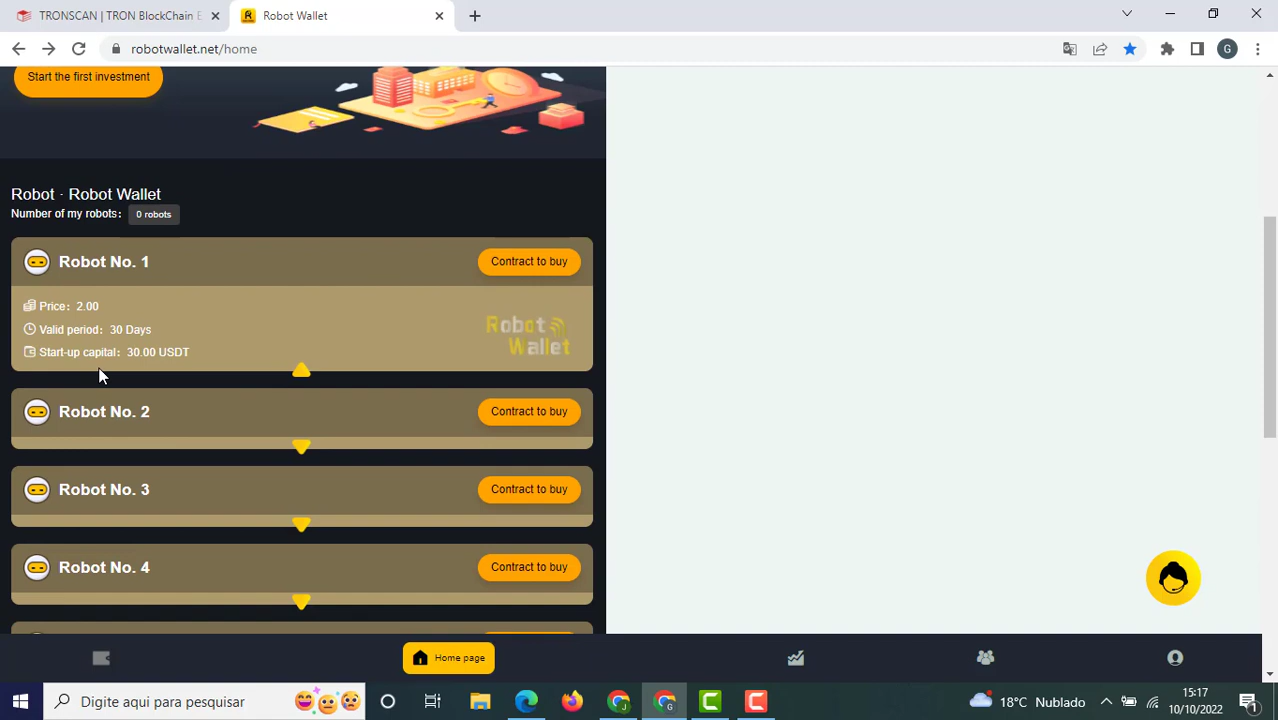 TRONSCAN | TRON BlockChain E
Robot Wallet
robotwallet.net/home
G
Start the first investment
Robot - Robot Wallet
Number of my robots: 0 robots
Robot No. 1
Contract to buy
Price: 2.00
Valid period: 30 Days
Start-up capital: 30.00 USDT
Robot Wallet
Robot No. 2
Contract to buy
Robot No. 3
Contract to buy
Robot No. 4
Contract to buy
Home page
Digite aqui para pesquisar
18°C Nublado
15:17
10/10/2022
1